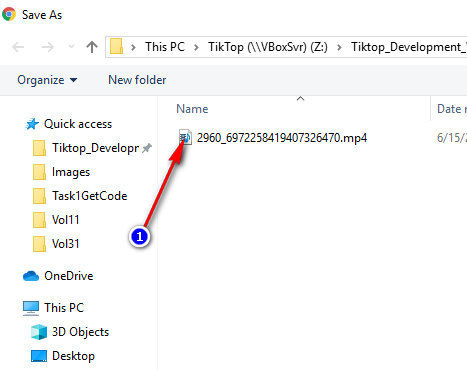 Save As
This PC > TikTop (\\VBoxSvr) (Z:) > Tiktop_Development_
Organize New folder
Name Date m
Quick access
2960_6972258419407326470.mp4 6/15/2
Tiktop_Developr
Images
Task1GetCode
Vol11
Vol31
1
OneDrive
This PC
3D Objects
Desktop